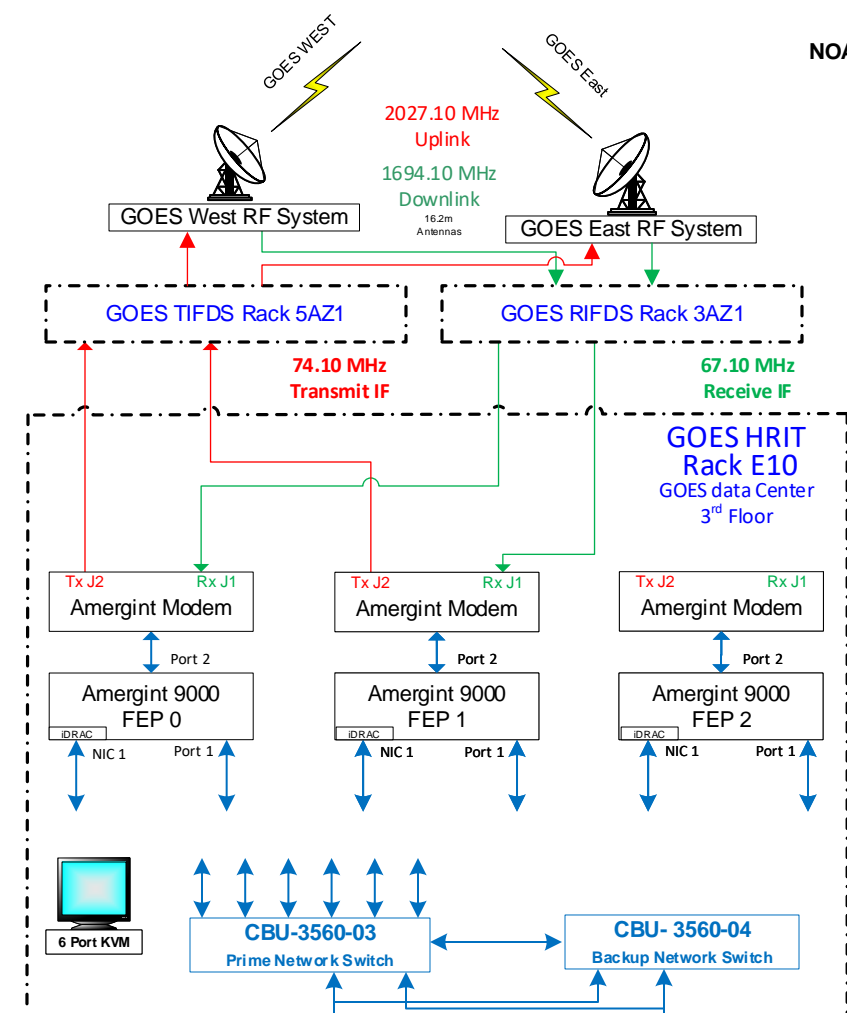 GOES WEST
GOES East
NOA
2027.10 MHz
Uplink
1694.10 MHz
Downlink
16.2m
Antennas
GOES West RF System
GOES East RF System
GOES TIFDS Rack 5AZ1
GOES RIFDS Rack 3AZ1
74.10 MHz
Transmit IF
67.10 MHz
Receive IF
GOES HRIT
Rack E10
GOES data Center
3rd Floor
Tx J2 Rx J1
Amergint Modem
Tx J2 Rx J1
Amergint Modem
Tx J2 Rx J1
Amergint Modem
Port 2
Port 2
Port 2
Amergint 9000
FEP 0
iDRAC
Amergint 9000
FEP 1
iDRAC
Amergint 9000
FEP 2
iDRAC
NIC 1 Port 1
NIC 1 Port 1
NIC 1 Port 1
6 Port KVM
CBU-3560-03
Prime Network Switch
CBU- 3560-04
Backup Network Switch